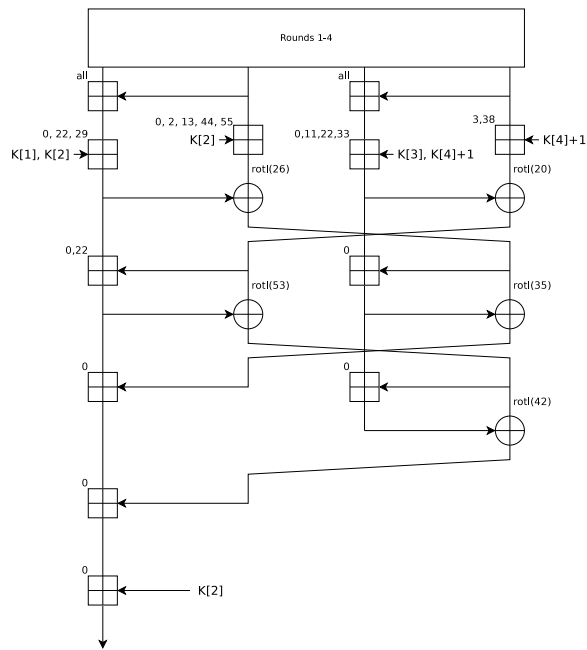 Rounds 1-4
all
all
0, 22, 29
0, 2, 13, 44, 55
0,11,22,33
3,38
K[1], K[2]
K[2]
K[3], K[4]+1
K[4]+1
rotl(26)
rotl(20)
0,22
0
rotl(53)
rotl(35)
0
0
rotl(42)
0
0
K[2]